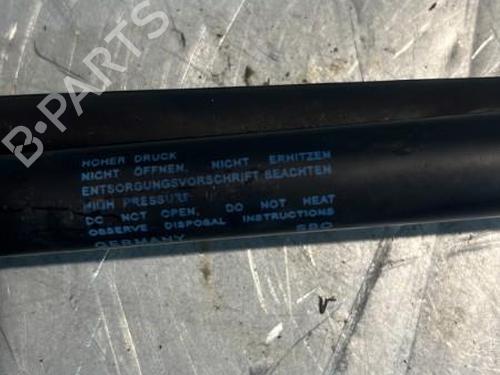 B-PARTS
HOHER DRUCK
NICHT ÖFFNEN, NICHT ERHITZEN
ENTSORGUNGSVORSCHRIFT BEACHTEN
HIGH PRESSURE
DO NOT OPEN, DO NOT HEAT
OBSERVE DISPOSAL INSTRUCTIONS
GERMANY